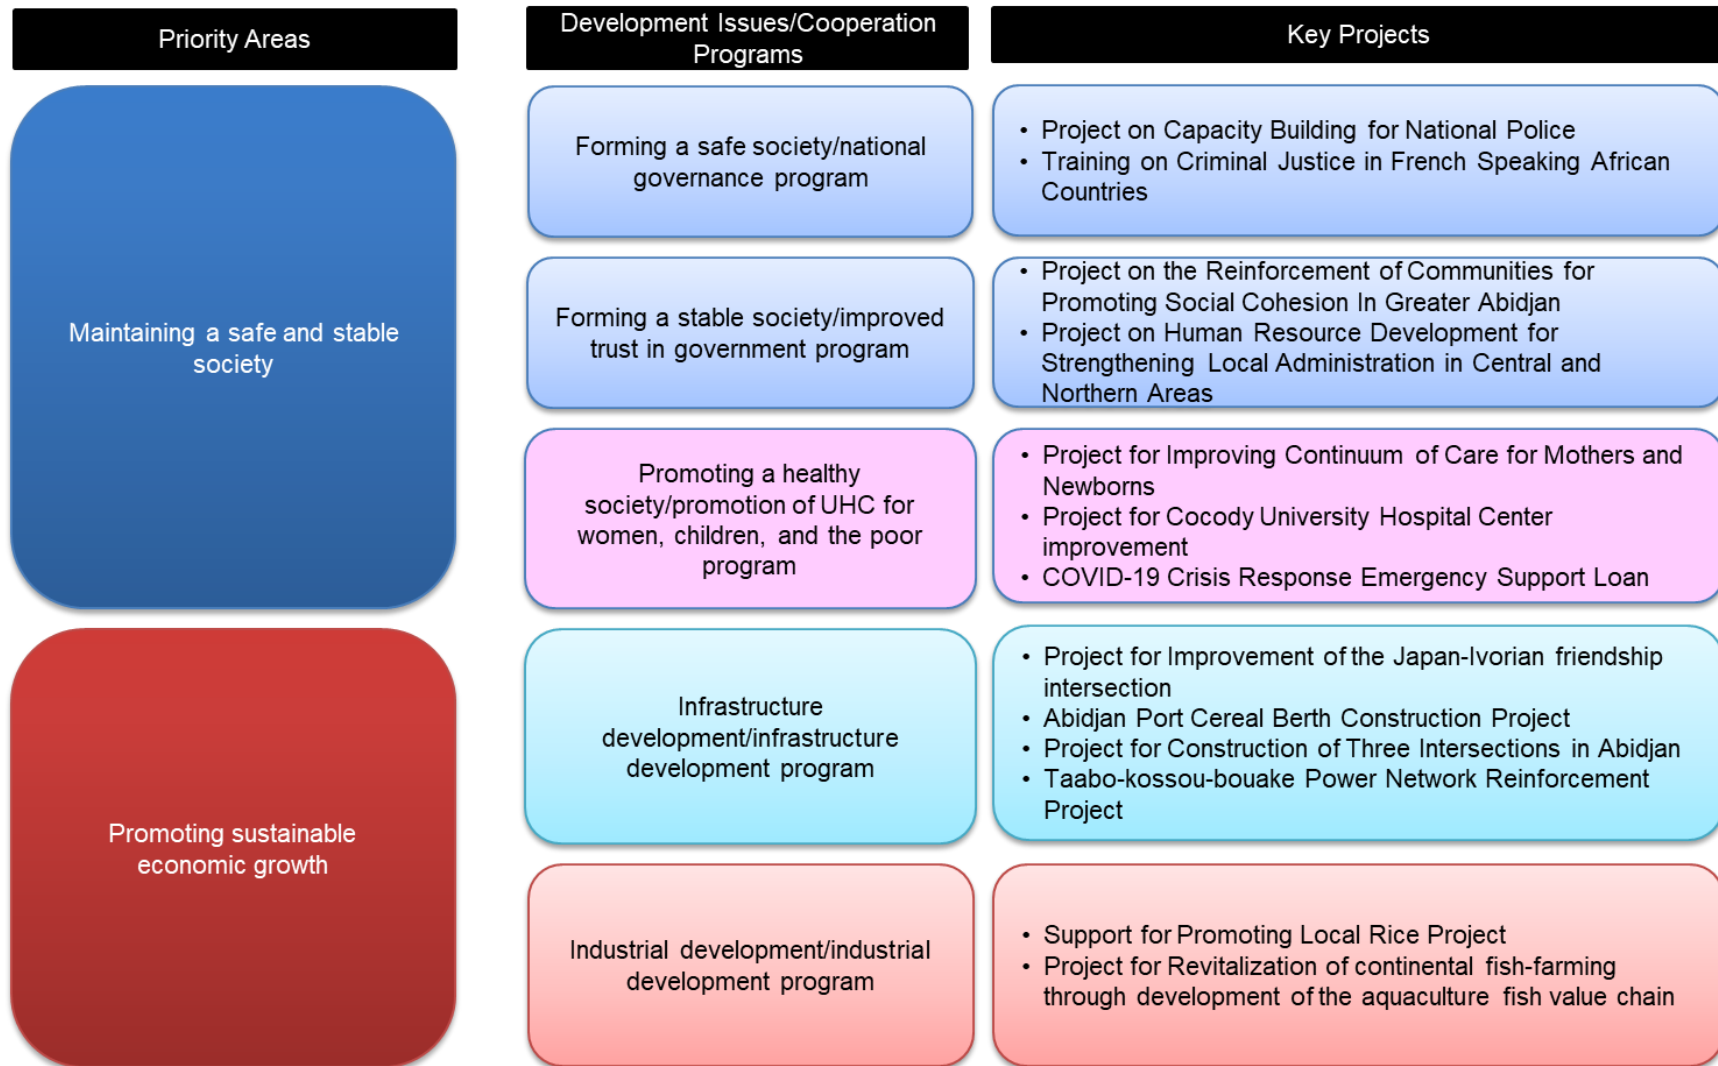 Priority Areas
Development Issues/Cooperation
Programs
Key Projects
Maintaining a safe and stable
society
Forming a safe society/national
governance program
• Project on Capacity Building for National Police
• Training on Criminal Justice in French Speaking African
Countries
Forming a stable society/improved
trust in government program
• Project on the Reinforcement of Communities for
Promoting Social Cohesion In Greater Abidjan
• Project on Human Resource Development for
Strengthening Local Administration in Central and
Northern Areas
Promoting a healthy
society/promotion of UHC for
women, children, and the poor
program
• Project for Improving Continuum of Care for Mothers and
Newborns
• Project for Cocody University Hospital Center
improvement
• COVID-19 Crisis Response Emergency Support Loan
Promoting sustainable
economic growth
Infrastructure
development/infrastructure
development program
• Project for Improvement of the Japan-Ivorian friendship
intersection
• Abidjan Port Cereal Berth Construction Project
• Project for Construction of Three Intersections in Abidjan
• Taabo-kossou-bouake Power Network Reinforcement
Project
Industrial development/industrial
development program
• Support for Promoting Local Rice Project
• Project for Revitalization of continental fish-farming
through development of the aquaculture fish value chain